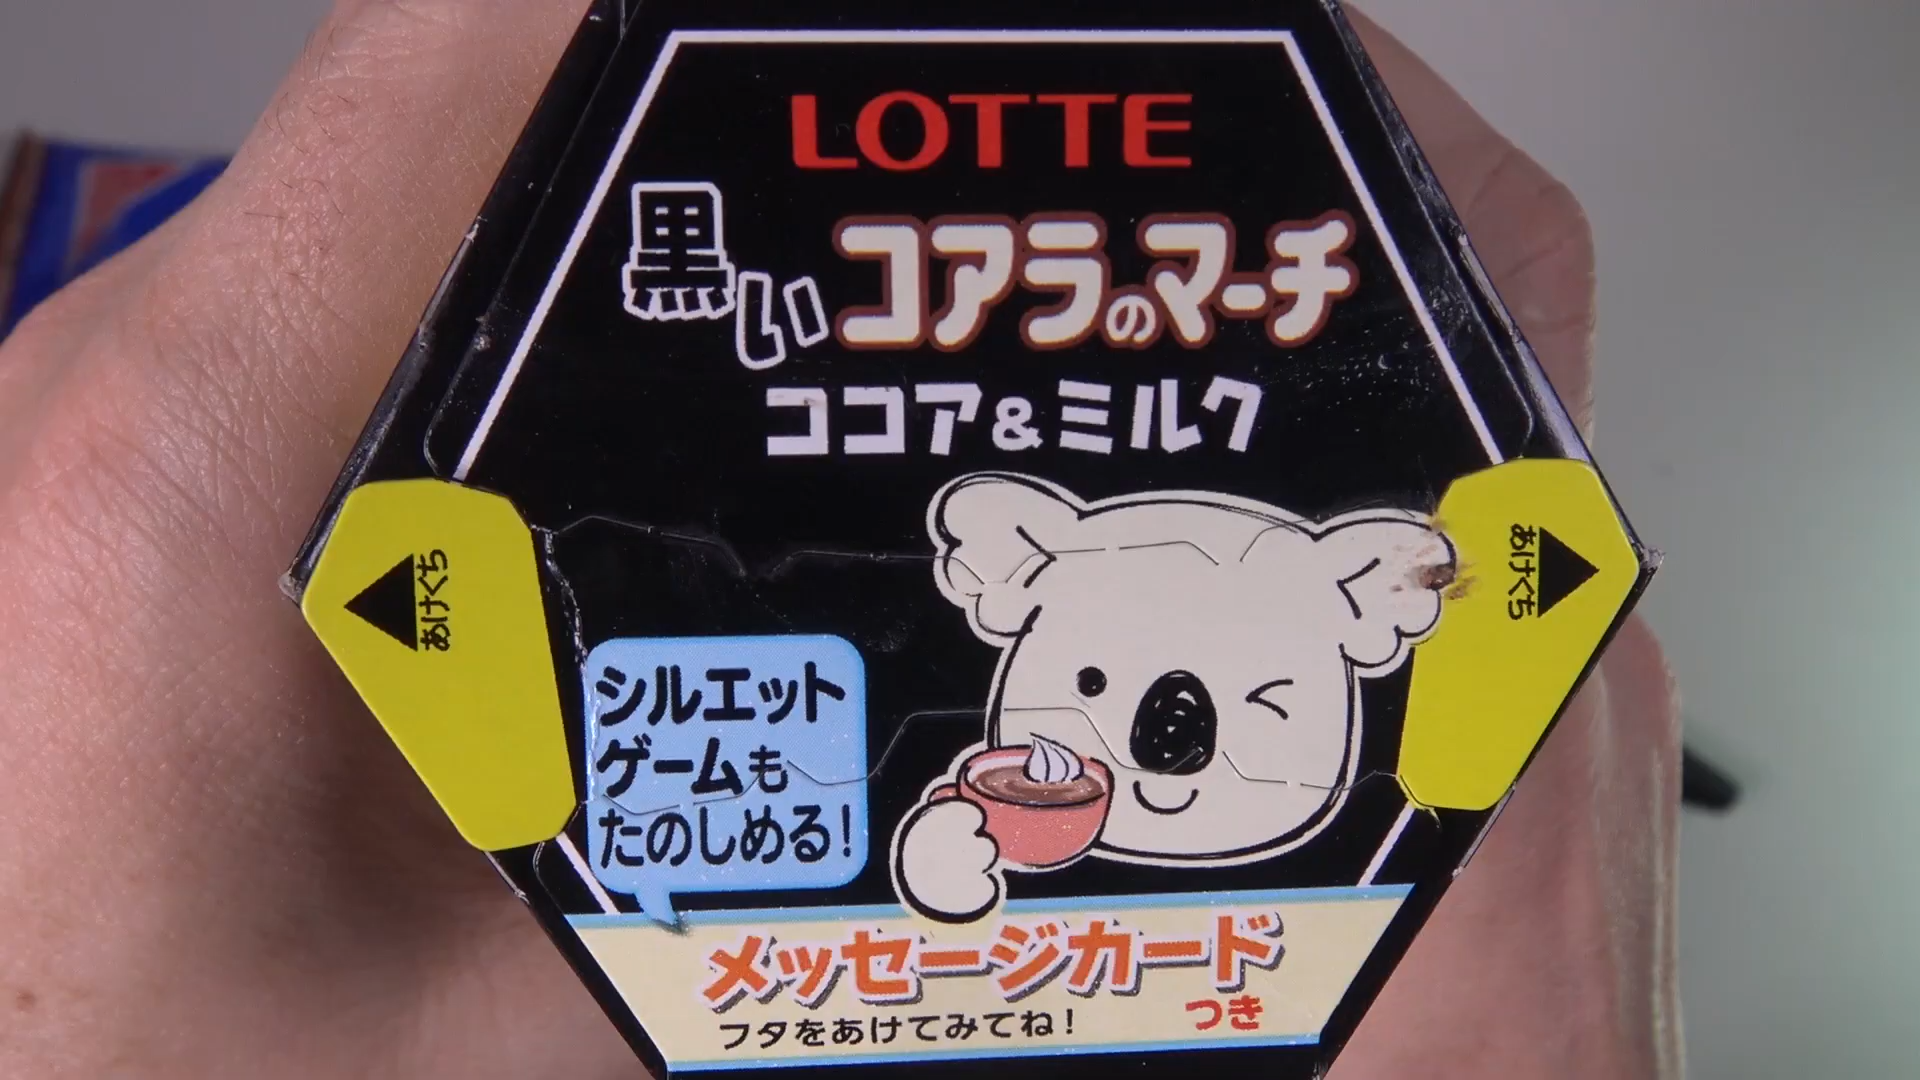 LOTTE
黒いコアラのマーチ
ココア&ミルク
あけくち
あけくち
シルエット
ゲームも
たのしめる!
メッセージカード
つき
フタをあけてみてね!